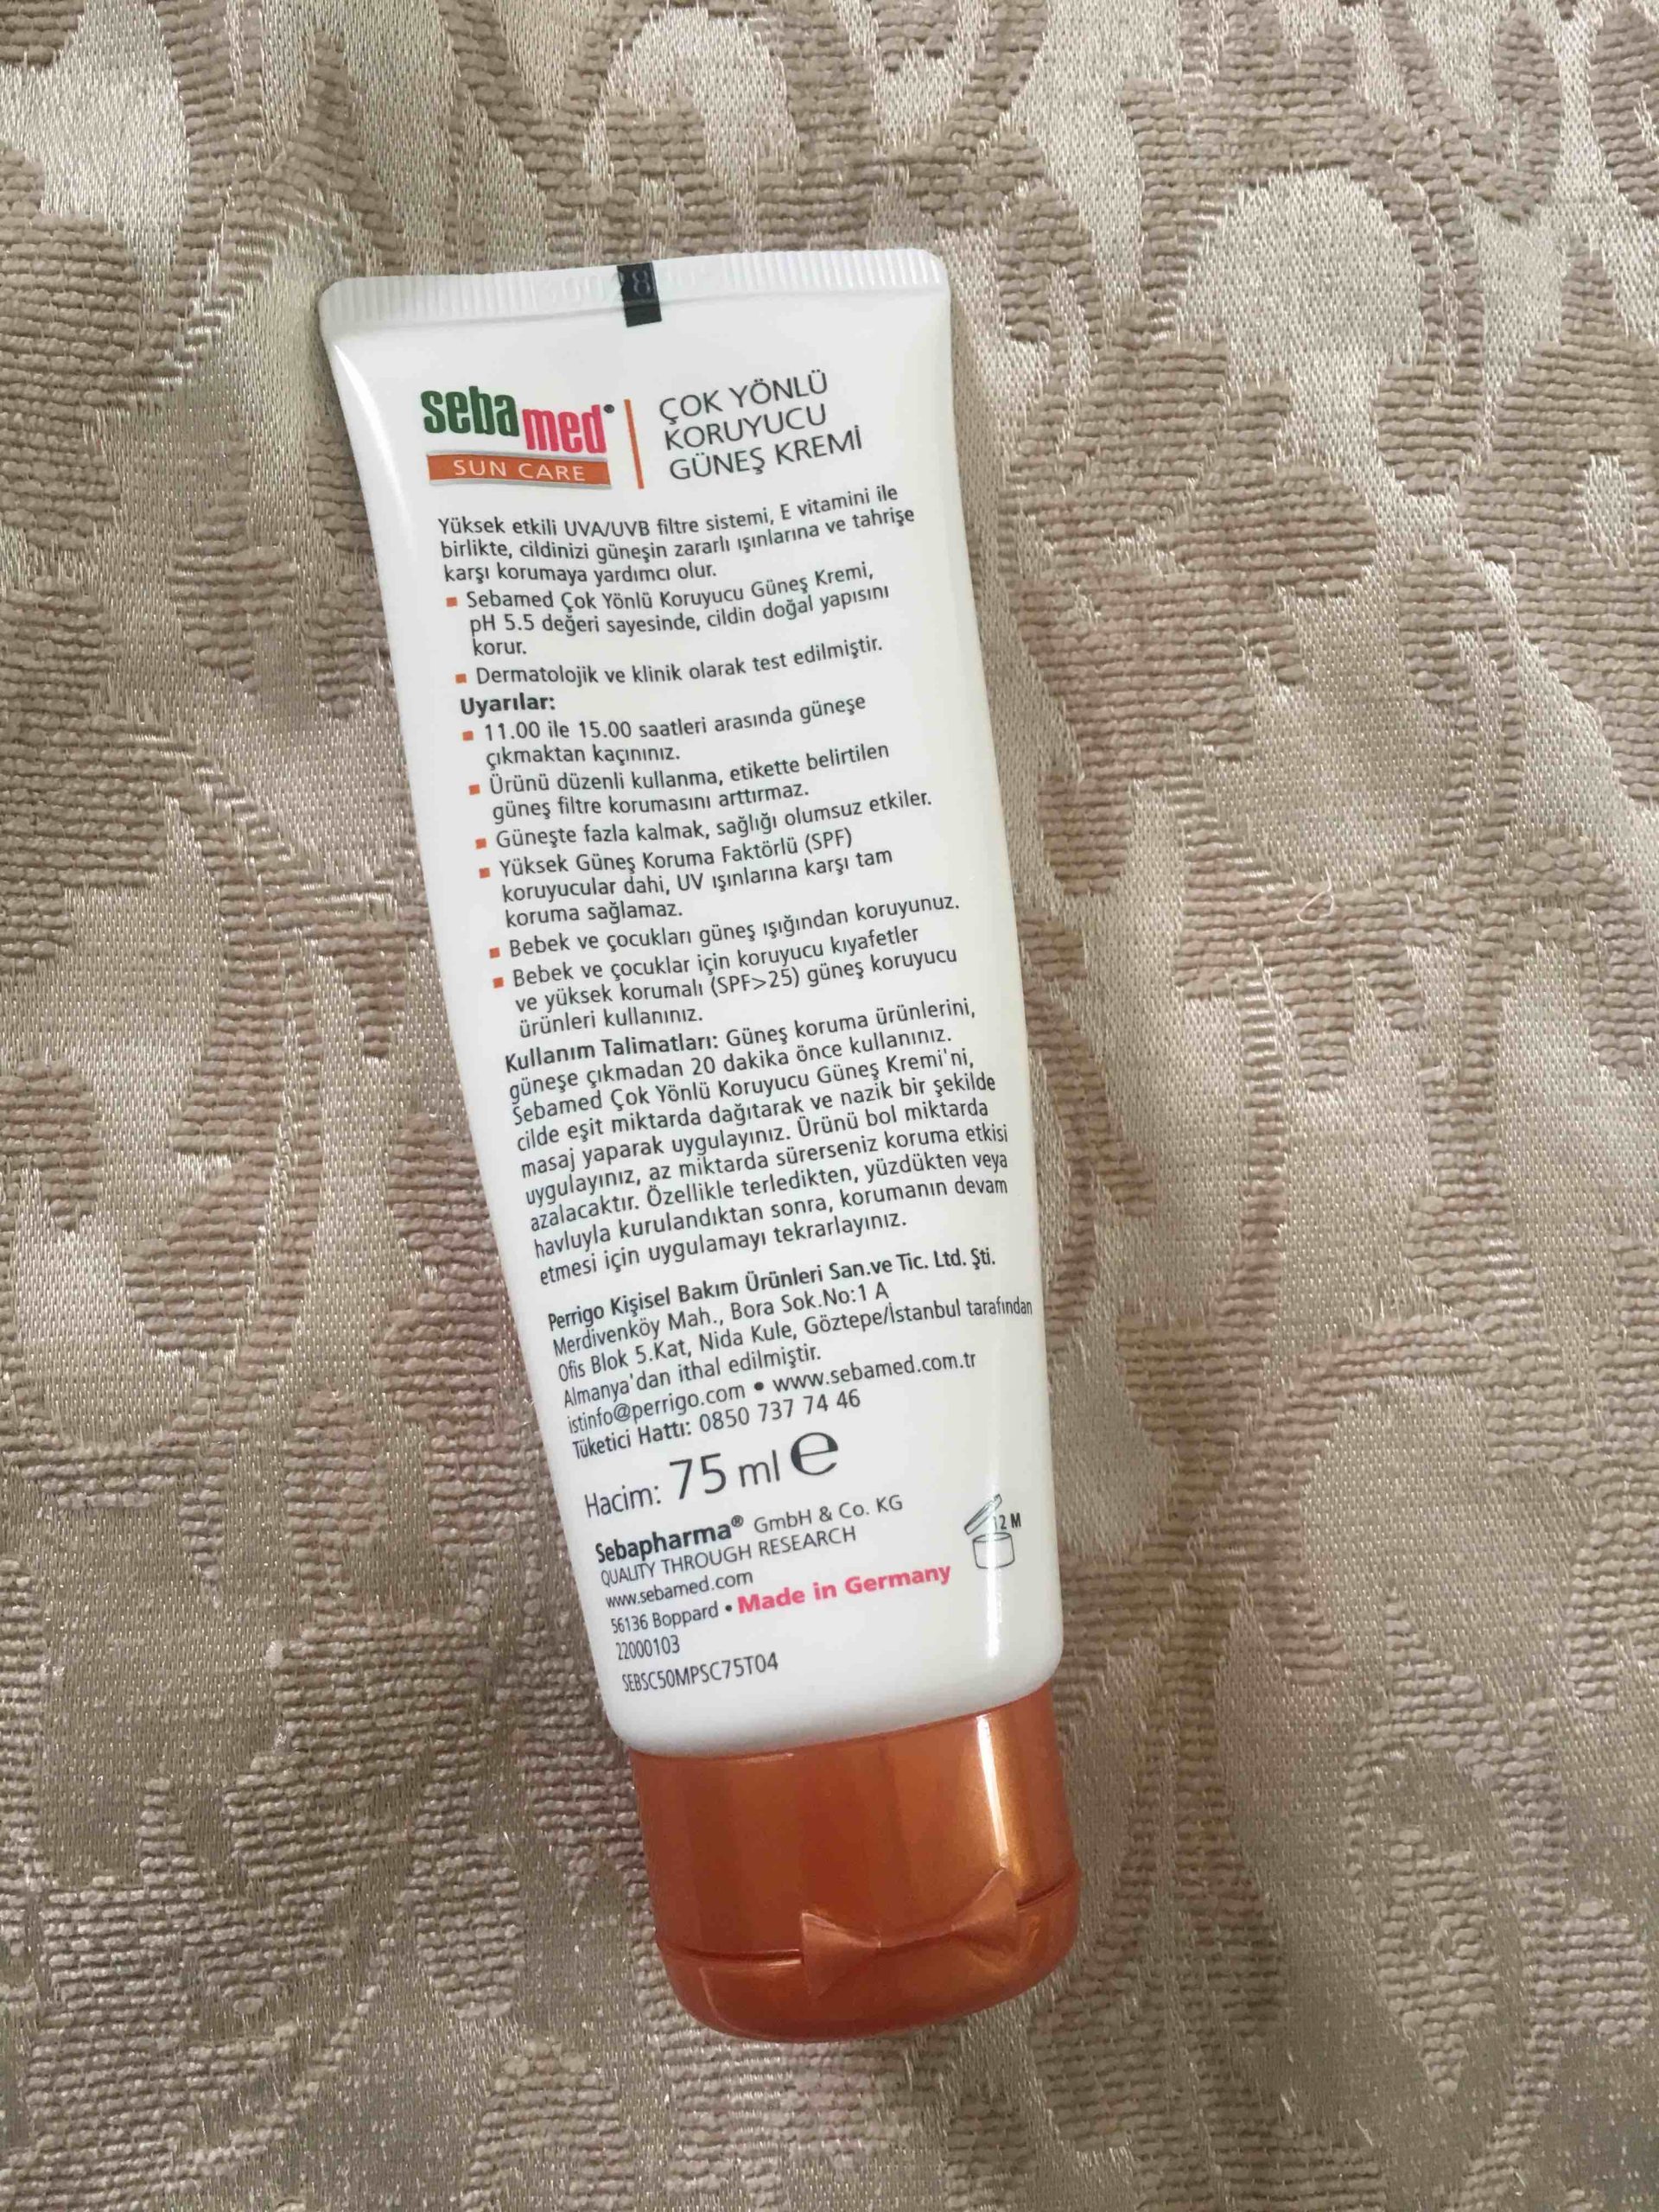 sebamed®
SUN CARE
ÇOK YÖNLÜ
KORUYUCU
GÜNEŞ KREMİ
Yüksek etkili UVA/UVB filtre sistemi, E vitamini ile
birlikte, cildinizi güneşin zararlı ışınlarına ve tahrişe
karşı korumaya yardımcı olur.
▪ Sebamed Çok Yönlü Koruyucu Güneş Kremi,
pH 5.5 değeri sayesinde, cildin doğal yapısını
korur.
▪ Dermatolojik ve klinik olarak test edilmiştir.
Uyarılar:
▪ 11.00 ile 15.00 saatleri arasında güneşe
çıkmaktan kaçınınız.
▪ Ürünü düzenli kullanma, etikette belirtilen
güneş filtre korumasını arttırmaz.
▪ Güneşte fazla kalmak, sağlığı olumsuz etkiler.
▪ Yüksek Güneş Koruma Faktörlü (SPF)
koruyucular dahi, UV ışınlarına karşı tam
koruma sağlamaz.
▪ Bebek ve çocukları güneş ışığından koruyunuz.
▪ Bebek ve çocuklar için koruyucu kıyafetler
ve yüksek korumalı (SPF>25) güneş koruyucu
ürünleri kullanınız.
Kullanım Talimatları: Güneş koruma ürünlerini,
güneşe çıkmadan 20 dakika önce kullanınız.
Sebamed Çok Yönlü Koruyucu Güneş Kremi'ni,
cilde eşit miktarda dağıtarak ve nazik bir şekilde
masaj yaparak uygulayınız. Ürünü bol miktarda
uygulayınız, az miktarda sürerseniz koruma etkisi
azalacaktır. Özellikle terledikten, yüzdükten veya
havluyla kurulandıktan sonra, korumanın devam
etmesi için uygulamayı tekrarlayınız.
Perrigo Kişisel Bakım Ürünleri San.ve Tic. Ltd. Şti.
Merdivenköy Mah., Bora Sok.No:1 A
Ofis Blok 5.Kat, Nida Kule, Göztepe/İstanbul tarafından
Almanya'dan ithal edilmiştir.
istinfo@perrigo.com • www.sebamed.com.tr
Tüketici Hattı: 0850 737 74 46
Hacim: 75 ml e
Sebapharma® GmbH & Co. KG
QUALITY THROUGH RESEARCH
www.sebamed.com
56136 Boppard • Made in Germany
12 M
22000103
SEBSC50MPSC75T04